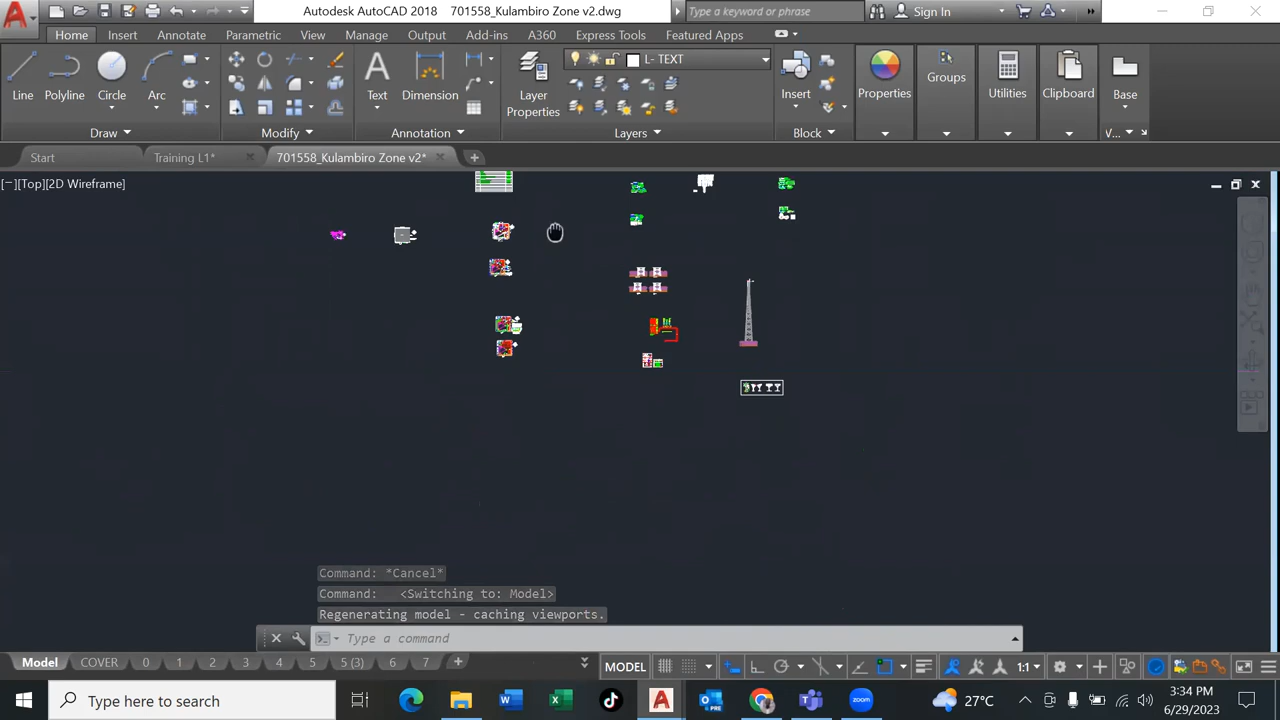 Autodesk AutoCAD 2018 701558_Kulambiro Zone v2.dwg
Type a keyword or phrase
Sign In
Home Insert Annotate Parametric View Manage Output Add-ins A360 Express Tools Featured Apps
Line Polyline Circle Arc
Text Dimension
Layer Properties
L- TEXT
Insert
Properties
Groups
Utilities
Clipboard
Base
Draw Modify Annotation Layers Block V...
Start Training L1* 701558_Kulambiro Zone v2*
[−][Top][2D Wireframe]
Command: *Cancel*
Command: <Switching to: Model>
Regenerating model - caching viewports.
Type a command
Model COVER 0 1 2 3 4 5 5 (3) 6 7
MODEL
1:1
Type here to search
27°C
3:34 PM
6/29/2023